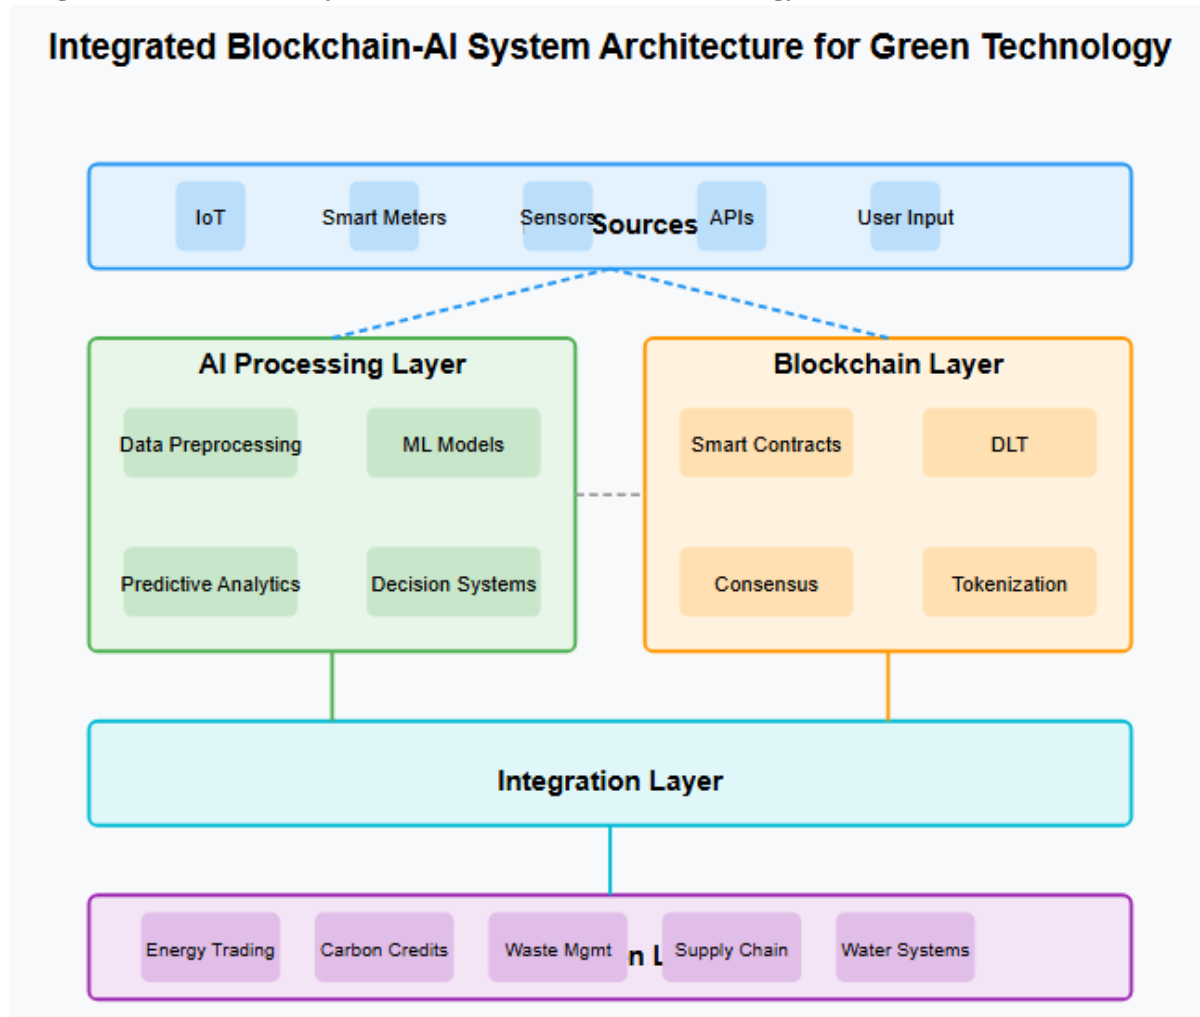 Integrated Blockchain-AI System Architecture for Green Technology
IoT
Smart Meters
Sensors
Sources
APIs
User Input
AI Processing Layer
Blockchain Layer
Data Preprocessing
ML Models
Smart Contracts
DLT
Predictive Analytics
Decision Systems
Consensus
Tokenization
Integration Layer
Energy Trading
Carbon Credits
Waste Mgmt
Supply Chain
Water Systems